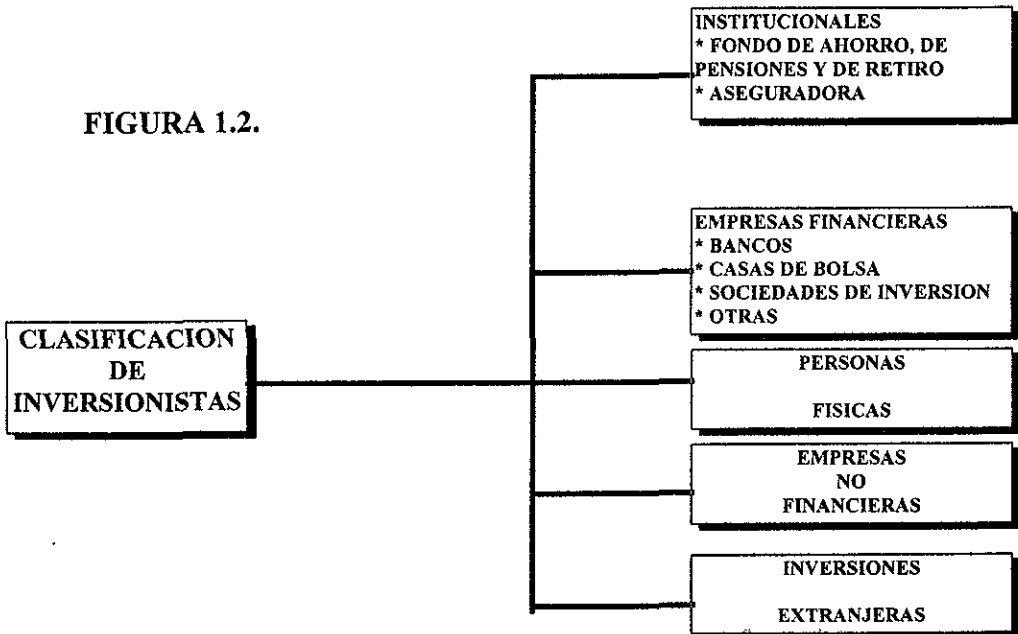 FIGURA 1.2.
CLASIFICACION
DE
INVERSIONISTAS
INSTITUCIONALES
* FONDO DE AHORRO, DE
PENSIONES Y DE RETIRO
* ASEGURADORA
EMPRESAS FINANCIERAS
* BANCOS
* CASAS DE BOLSA
* SOCIEDADES DE INVERSION
* OTRAS
PERSONAS
FISICAS
EMPRESAS
NO
FINANCIERAS
INVERSIONES
EXTRANJERAS